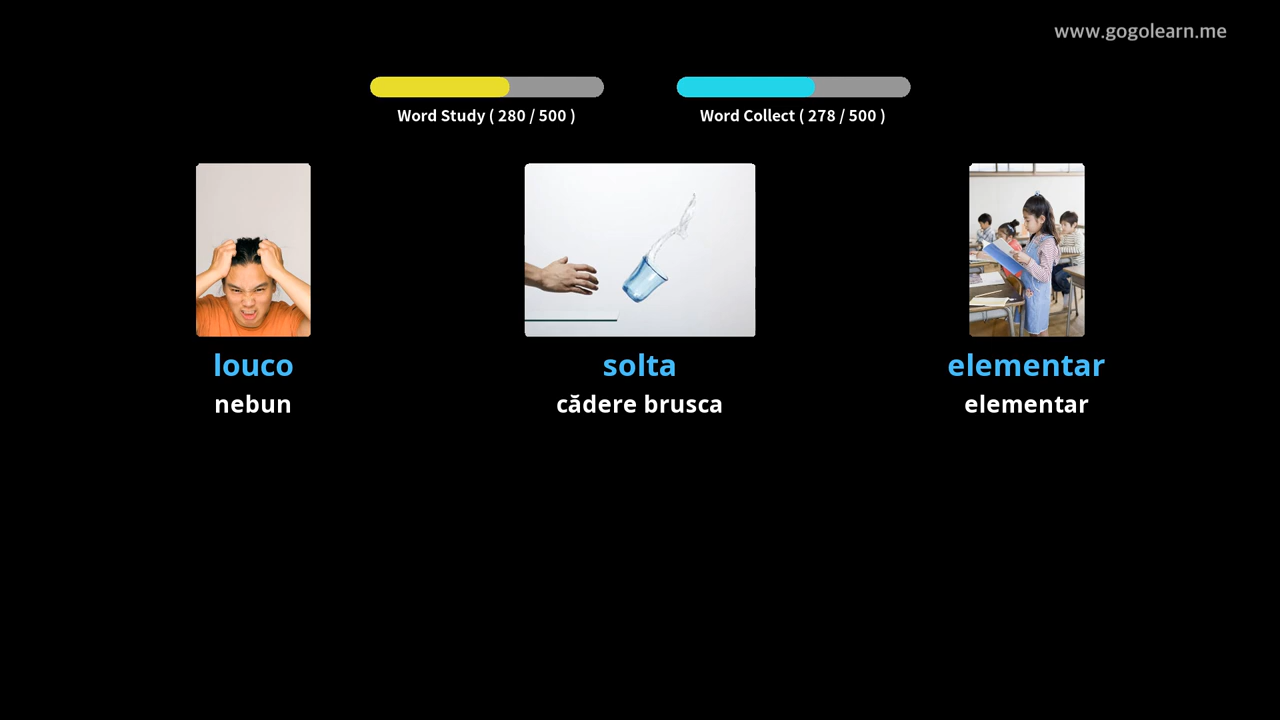 www.gogolearn.me
Word Study ( 280 / 500 )
Word Collect ( 278 / 500 )
louco
nebun
solta
cădere brusca
elementar
elementar